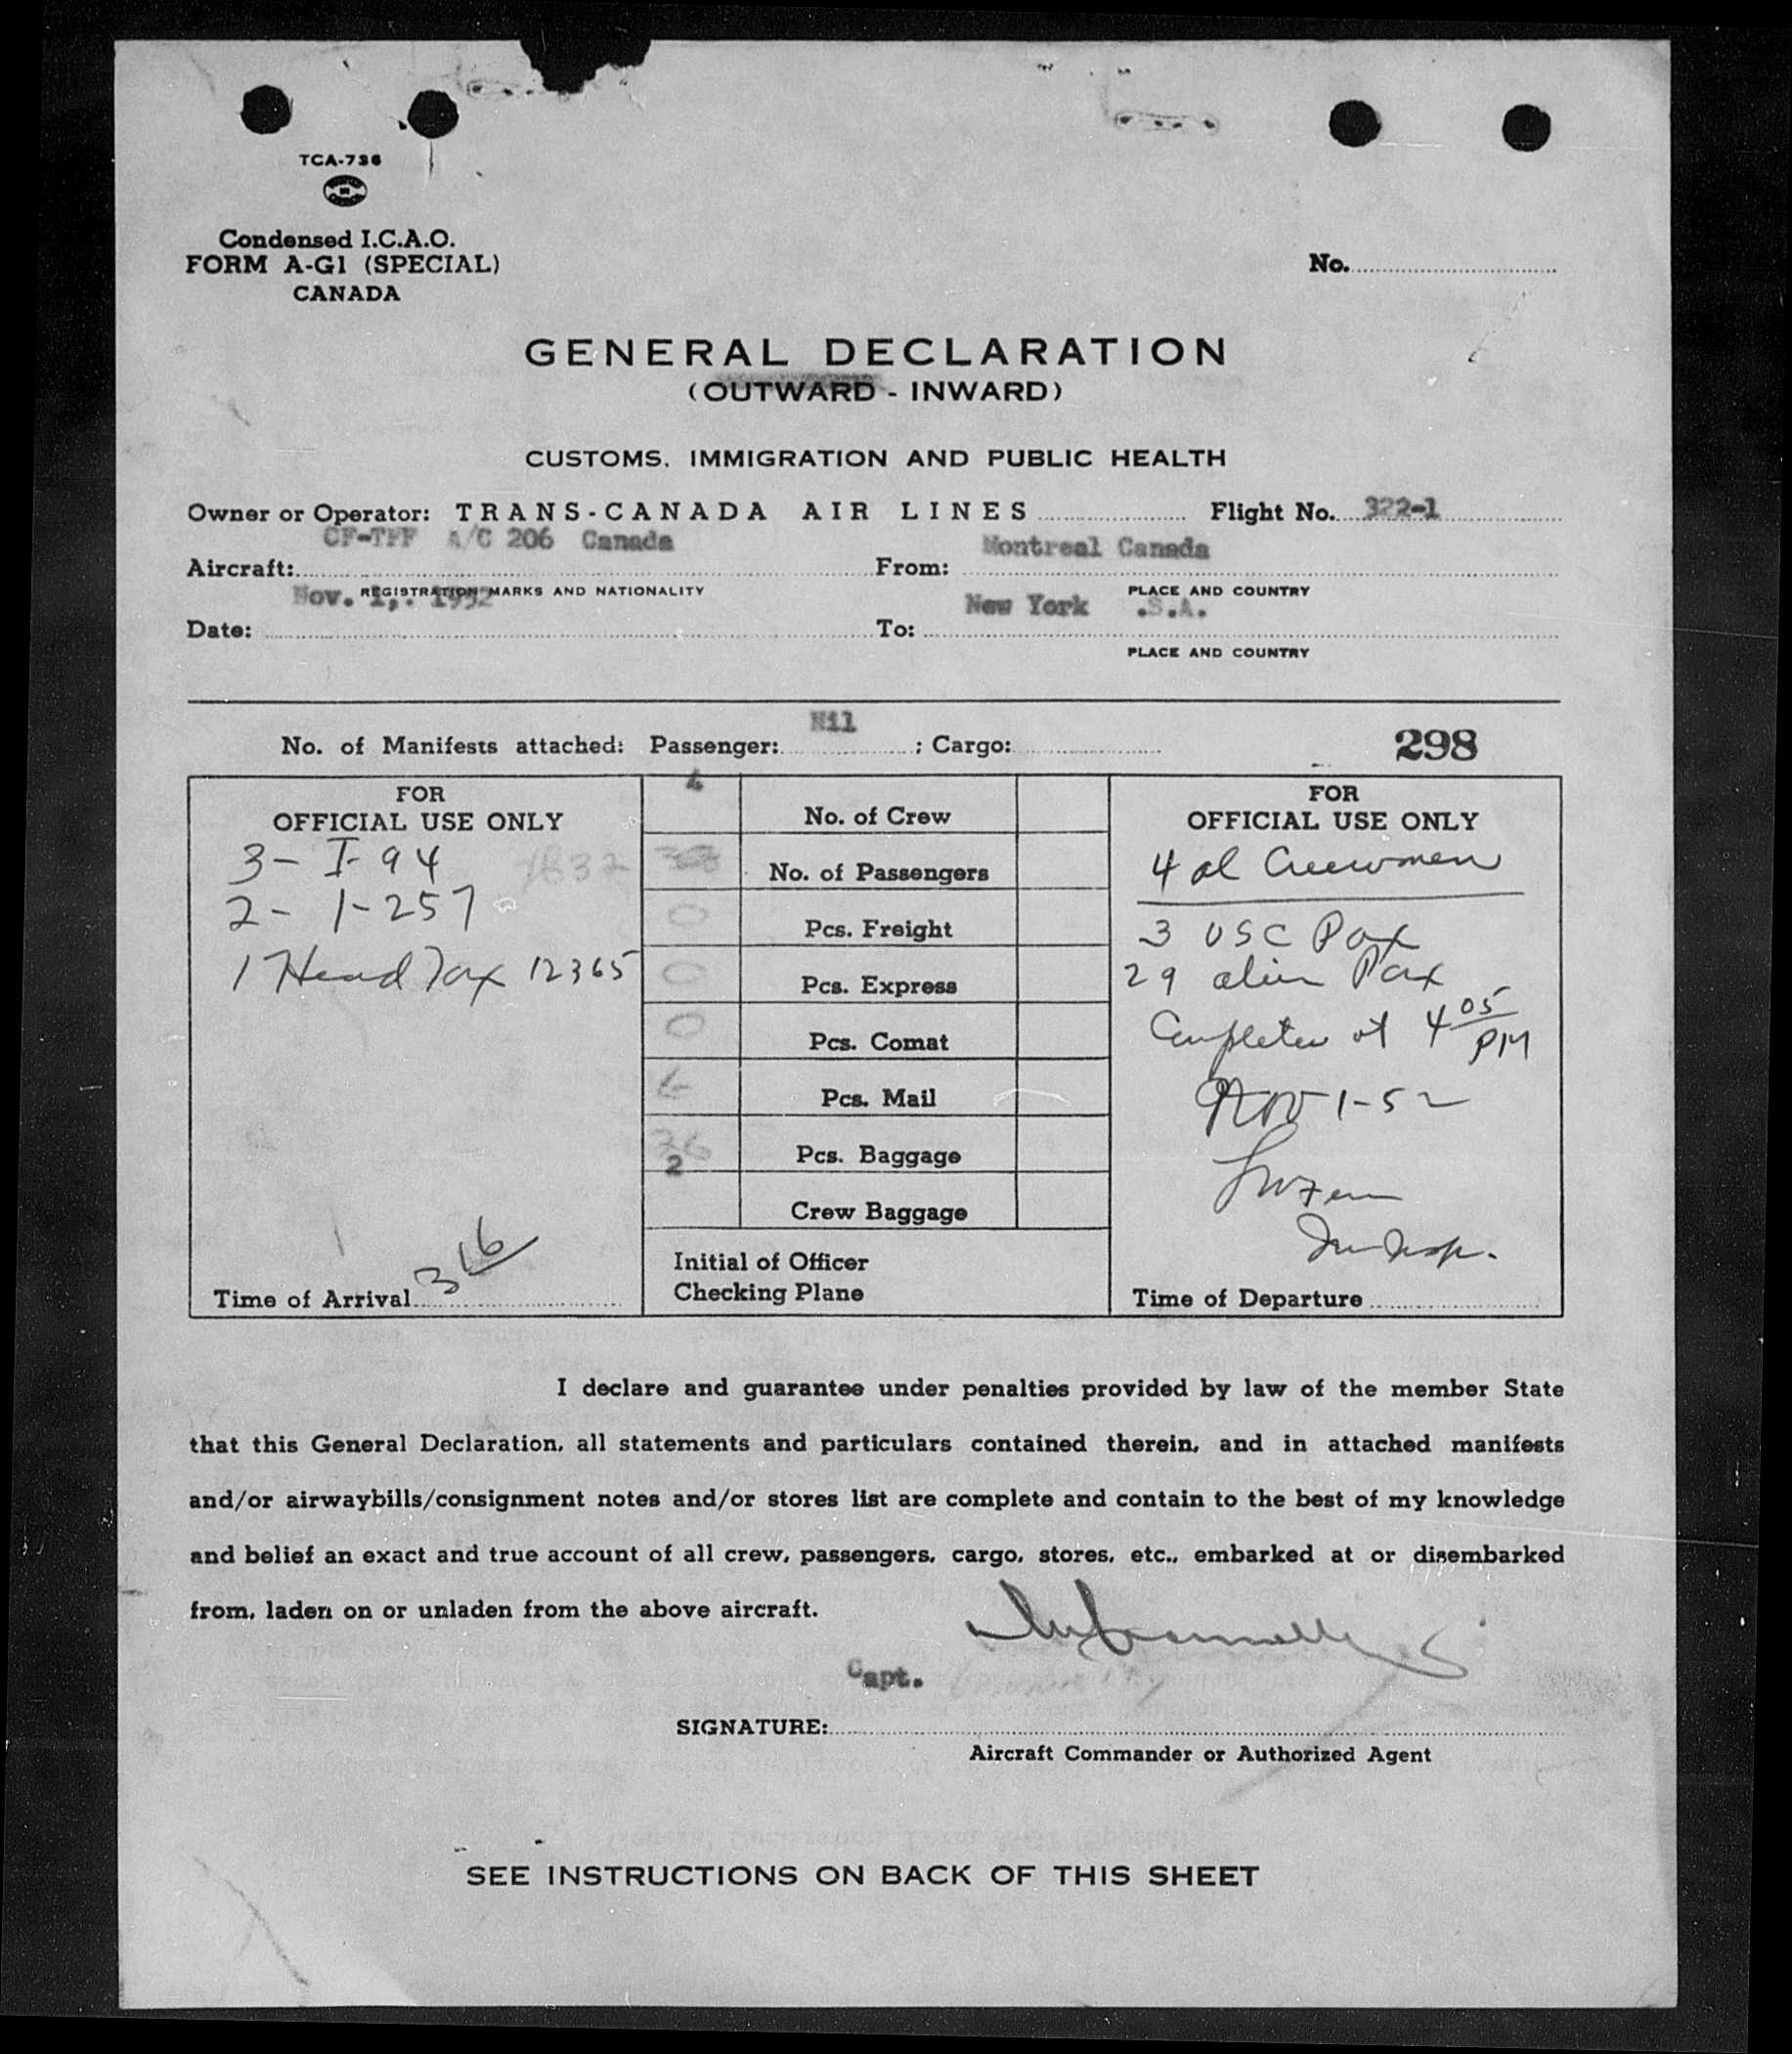 TCA-736
Condensed I.C.A.O.
FORM A-G1 (SPECIAL)
CANADA
No.
GENERAL DECLARATION
(OUTWARD - INWARD)
CUSTOMS, IMMIGRATION AND PUBLIC HEALTH
Owner or Operator: TRANS-CANADA AIR LINES Flight No. 322-1
CF-TFF A/C 206 Canada Montreal Canada
Aircraft: From:
REGISTRATION MARKS AND NATIONALITY PLACE AND COUNTRY
Nov. 1,. 1952 New York .S.A.
Date: To:
PLACE AND COUNTRY
Nil
No. of Manifests attached: Passenger: ; Cargo: 298
FOR
OFFICIAL USE ONLY
3- I-94
2- 1-257
1 Head Tax 12365
Time of Arrival 3 16
4 No. of Crew
No. of Passengers
0 Pcs. Freight
0 Pcs. Express
0 Pcs. Comat
Pcs. Mail
36 Pcs. Baggage
2
Crew Baggage
Initial of Officer
Checking Plane
FOR
OFFICIAL USE ONLY
4 al Crewmen
3 USC Pax
29 alien Pax
Completed at 4 05 PM
Nov 1-52
Im Insp.
Time of Departure
I declare and guarantee under penalties provided by law of the member State
that this General Declaration, all statements and particulars contained therein, and in attached manifests
and/or airwaybills/consignment notes and/or stores list are complete and contain to the best of my knowledge
and belief an exact and true account of all crew, passengers, cargo, stores, etc., embarked at or disembarked
from, laden on or unladen from the above aircraft.
Capt.
SIGNATURE:
Aircraft Commander or Authorized Agent
SEE INSTRUCTIONS ON BACK OF THIS SHEET